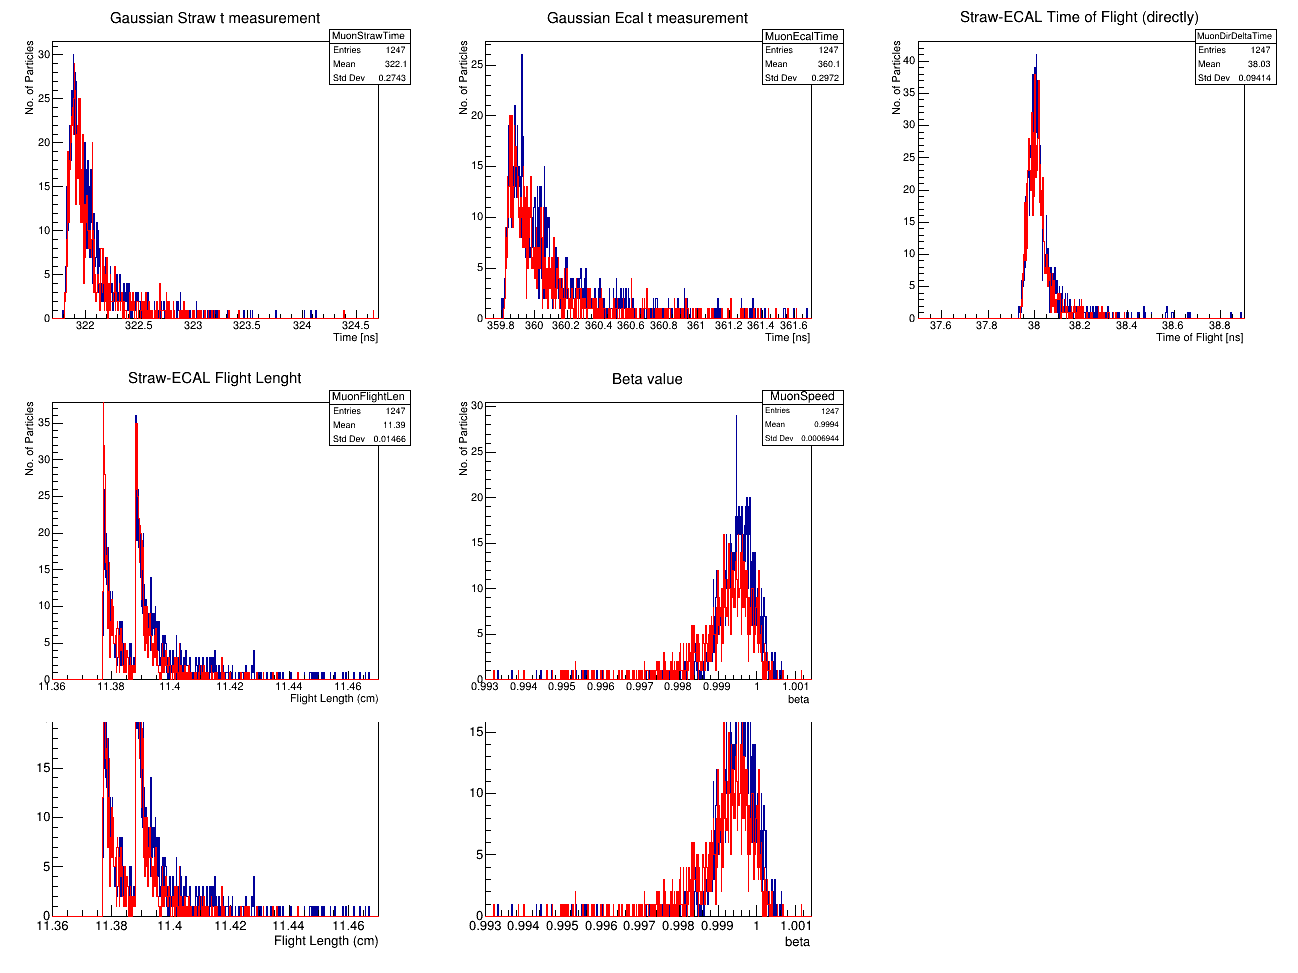 Gaussian Straw t measurement
No. of Particles
MuonStrawTime
Entries 1247
Mean 322.1
Std Dev 0.2743
30
25
20
15
10
5
0
322 322.5 323 323.5 324 324.5
Time [ns]
Gaussian Ecal t measurement
No. of Particles
MuonEcalTime
Entries 1247
Mean 360.1
Std Dev 0.2972
25
20
15
10
5
0
359.8 360 360.2 360.4 360.6 360.8 361 361.2 361.4 361.6
Time [ns]
Straw-ECAL Time of Flight (directly)
No. of Particles
MuonDirDeltaTime
Entries 1247
Mean 38.03
Std Dev 0.09414
40
35
30
25
20
15
10
5
0
37.6 37.8 38 38.2 38.4 38.6 38.8
Time of Flight [ns]
Straw-ECAL Flight Lenght
No. of Particles
MuonFlightLen
Entries 1247
Mean 11.39
Std Dev 0.01466
35
30
25
20
15
10
5
0
11.36 11.38 11.4 11.42 11.44 11.46
Flight Length (cm)
Beta value
No. of Particles
MuonSpeed
Entries 1247
Mean 0.9994
Std Dev 0.0006944
30
25
20
15
10
5
0
0.993 0.994 0.995 0.996 0.997 0.998 0.999 1 1.001
beta
15
10
5
0
11.36 11.38 11.4 11.42 11.44 11.46
Flight Length (cm)
15
10
5
0
0.993 0.994 0.995 0.996 0.997 0.998 0.999 1 1.001
beta